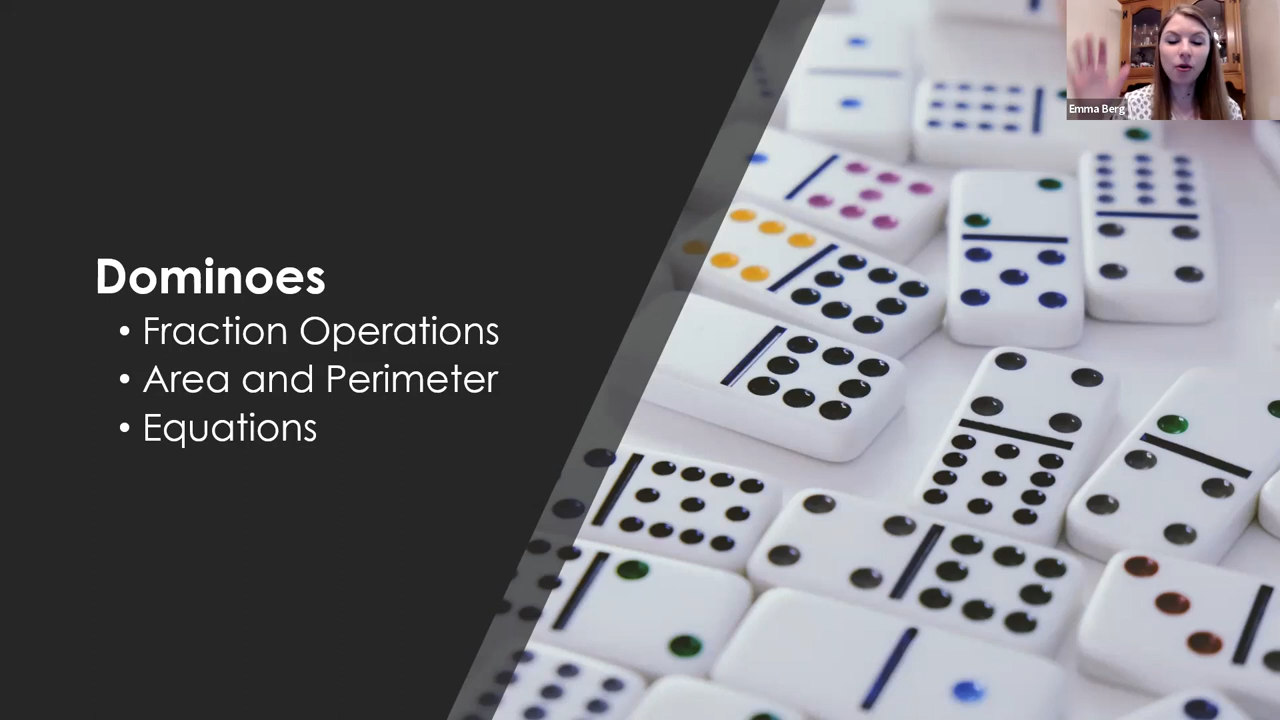 Emma Berg
Dominoes
• Fraction Operations
• Area and Perimeter
• Equations